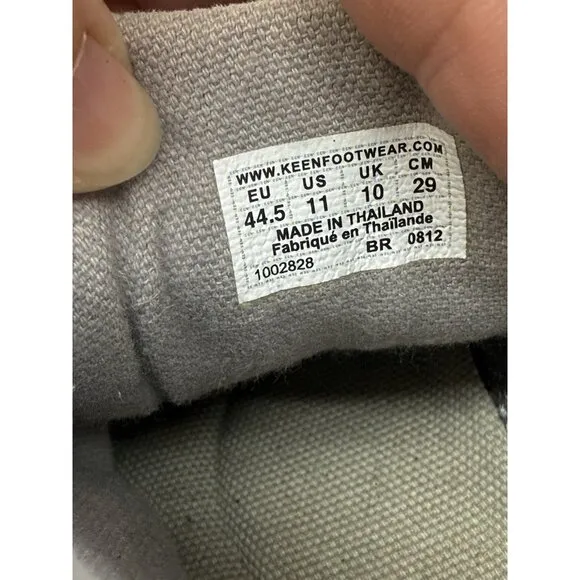 WWW.KEENFOOTWEAR.COM
EU US UK CM
44.5 11 10 29
MADE IN THAILAND
Fabriqué en Thaïlande
1002828 BR 0812